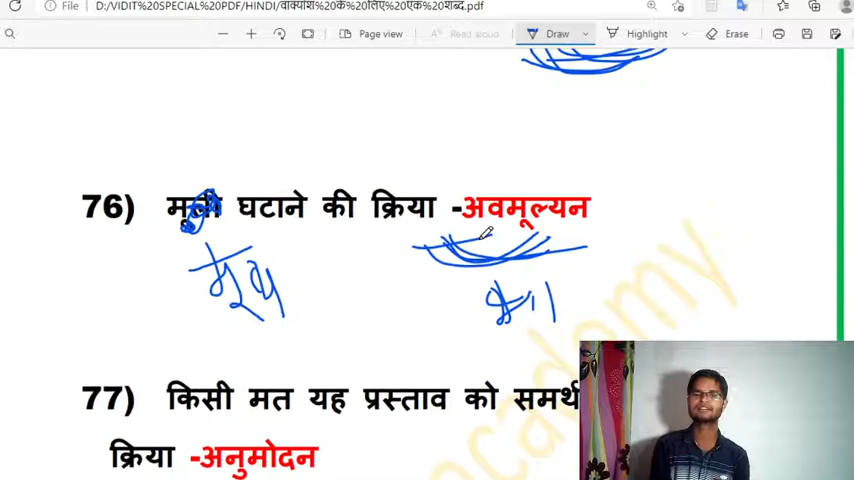 File D:/VIDIT%20SPECIAL%20PDF/HINDI/वाक्यांश%20के%20लिए%20एक%20शब्द.pdf
Page view Read aloud Draw Highlight Erase
76) घटाने की क्रिया -अवमूल्यन
मूल्य
77) किसी मत यह प्रस्ताव को समर्थ
क्रिया -अनुमोदन
academy